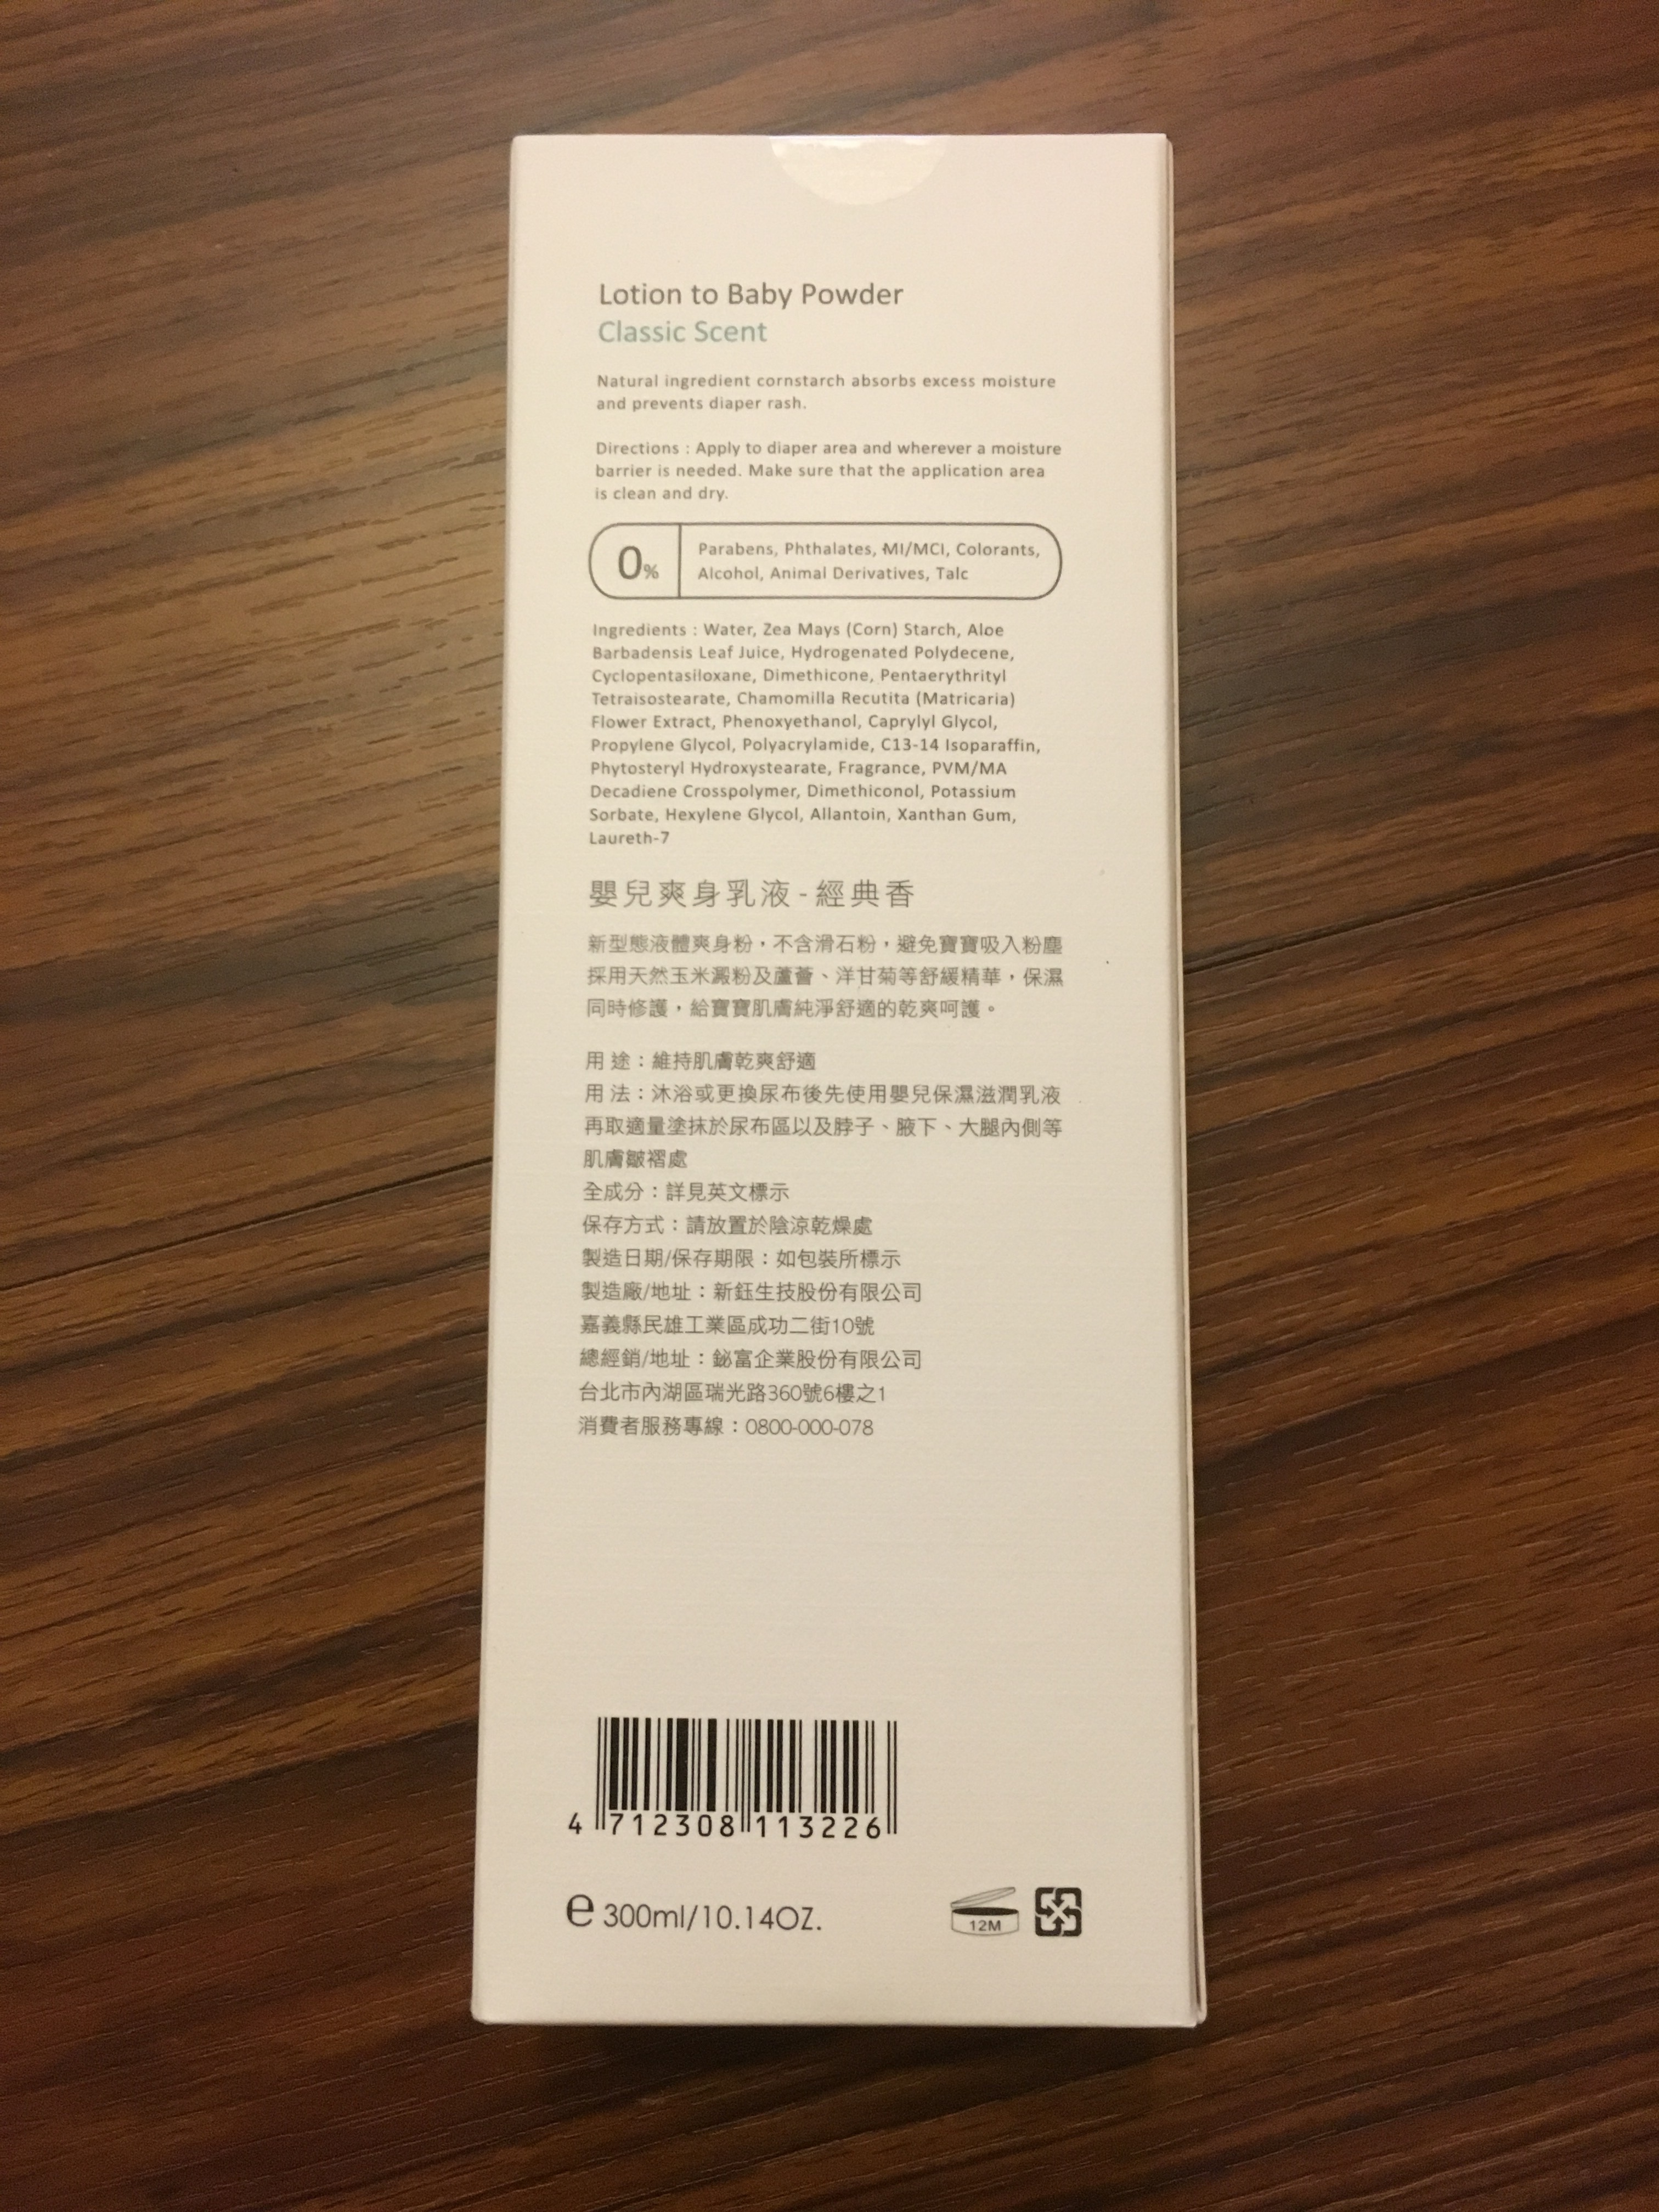 Lotion to Baby Powder
Classic Scent
Natural ingredient cornstarch absorbs excess moisture
and prevents diaper rash.
Directions : Apply to diaper area and wherever a moisture
barrier is needed. Make sure that the application area
is clean and dry.
0%
Parabens, Phthalates, MI/MCI, Colorants,
Alcohol, Animal Derivatives, Talc
Ingredients : Water, Zea Mays (Corn) Starch, Aloe
Barbadensis Leaf Juice, Hydrogenated Polydecene,
Cyclopentasiloxane, Dimethicone, Pentaerythrityl
Tetraisostearate, Chamomilla Recutita (Matricaria)
Flower Extract, Phenoxyethanol, Caprylyl Glycol,
Propylene Glycol, Polyacrylamide, C13-14 Isoparaffin,
Phytosteryl Hydroxystearate, Fragrance, PVM/MA
Decadiene Crosspolymer, Dimethiconol, Potassium
Sorbate, Hexylene Glycol, Allantoin, Xanthan Gum,
Laureth-7
嬰兒爽身乳液-經典香
新型態液體爽身粉，不含滑石粉，避免寶寶吸入粉塵
採用天然玉米澱粉及蘆薈、洋甘菊等舒緩精華，保濕
同時修護，給寶寶肌膚純淨舒適的乾爽呵護。
用 途：維持肌膚乾爽舒適
用 法：沐浴或更換尿布後先使用嬰兒保濕滋潤乳液
再取適量塗抹於尿布區以及脖子、腋下、大腿內側等
肌膚皺褶處
全成分：詳見英文標示
保存方式：請放置於陰涼乾燥處
製造日期/保存期限：如包裝所標示
製造廠/地址：新鈺生技股份有限公司
嘉義縣民雄工業區成功二街10號
總經銷/地址：鉍富企業股份有限公司
台北市內湖區瑞光路360號6樓之1
消費者服務專線：0800-000-078
4 712308 113226
e 300ml/10.14OZ.
12M